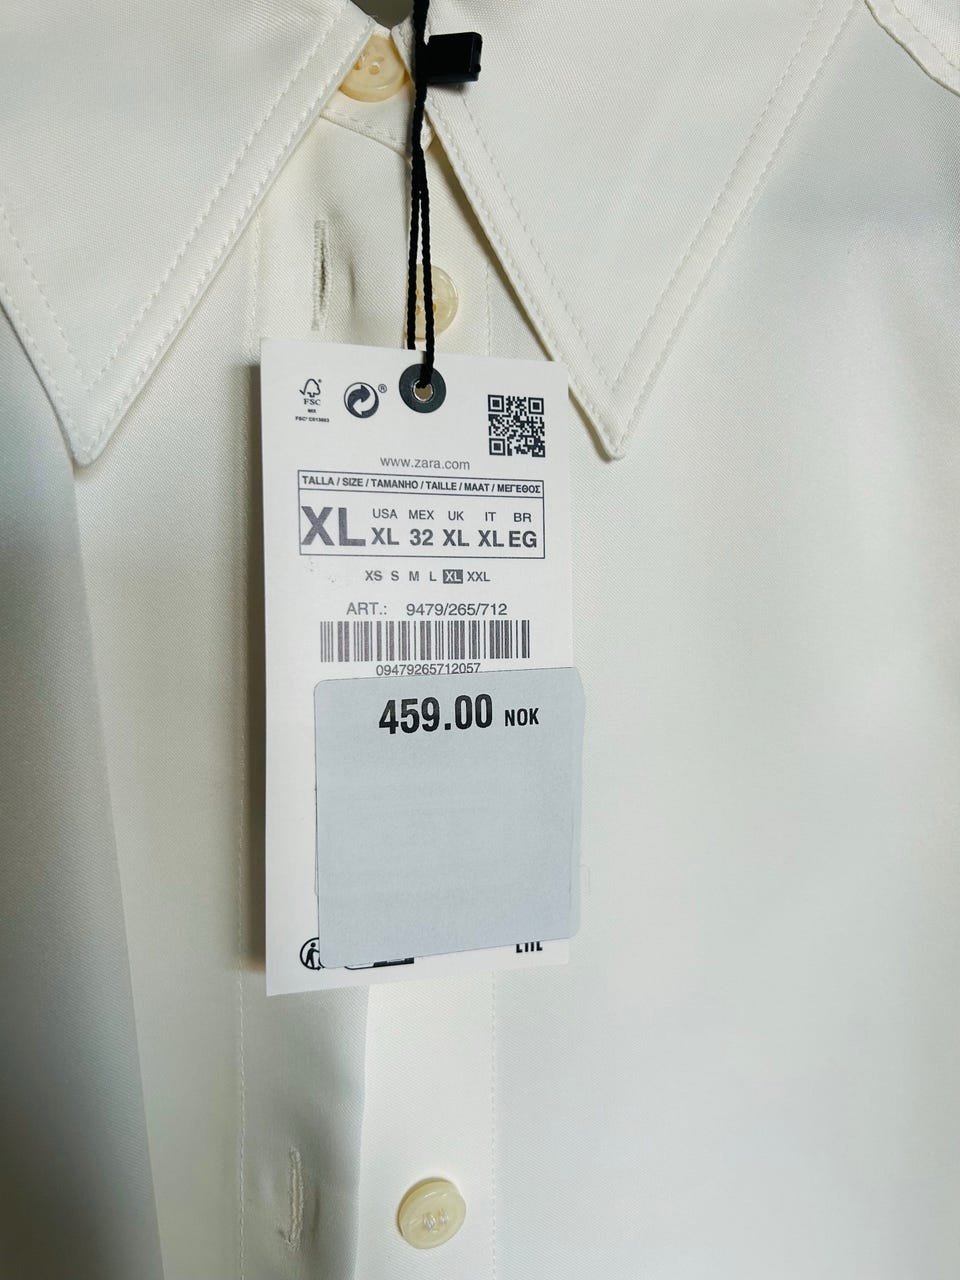 FSC
MIX
FSC® C013803
®
www.zara.com
TALLA / SIZE / TAMANHO / TAILLE / MAAT / ΜΕΓΕΘΟΣ
XL
USA MEX UK IT BR
XL 32 XL XL EG
XS S M L XL XXL
ART.: 9479/265/712
09479265712057
459.00 NOK